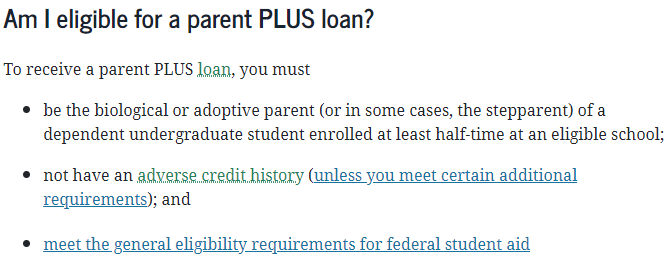 Am I eligible for a parent PLUS loan?
To receive a parent PLUS loan, you must
• be the biological or adoptive parent (or in some cases, the stepparent) of a
dependent undergraduate student enrolled at least half-time at an eligible school;
• not have an adverse credit history (unless you meet certain additional
requirements); and
• meet the general eligibility requirements for federal student aid